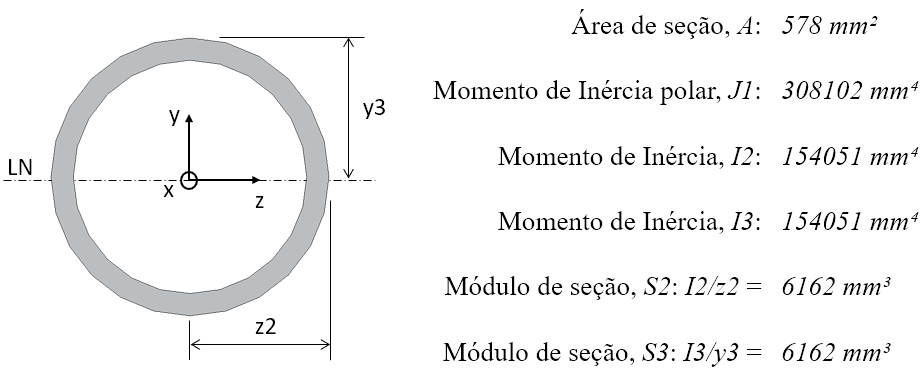 Área de seção, A: 578 mm²
Momento de Inércia polar, J1: 308102 mm⁴
Momento de Inércia, I2: 154051 mm⁴
Momento de Inércia, I3: 154051 mm⁴
Módulo de seção, S2: I2/z2 = 6162 mm³
Módulo de seção, S3: I3/y3 = 6162 mm³
y3
y
LN
x
z
z2